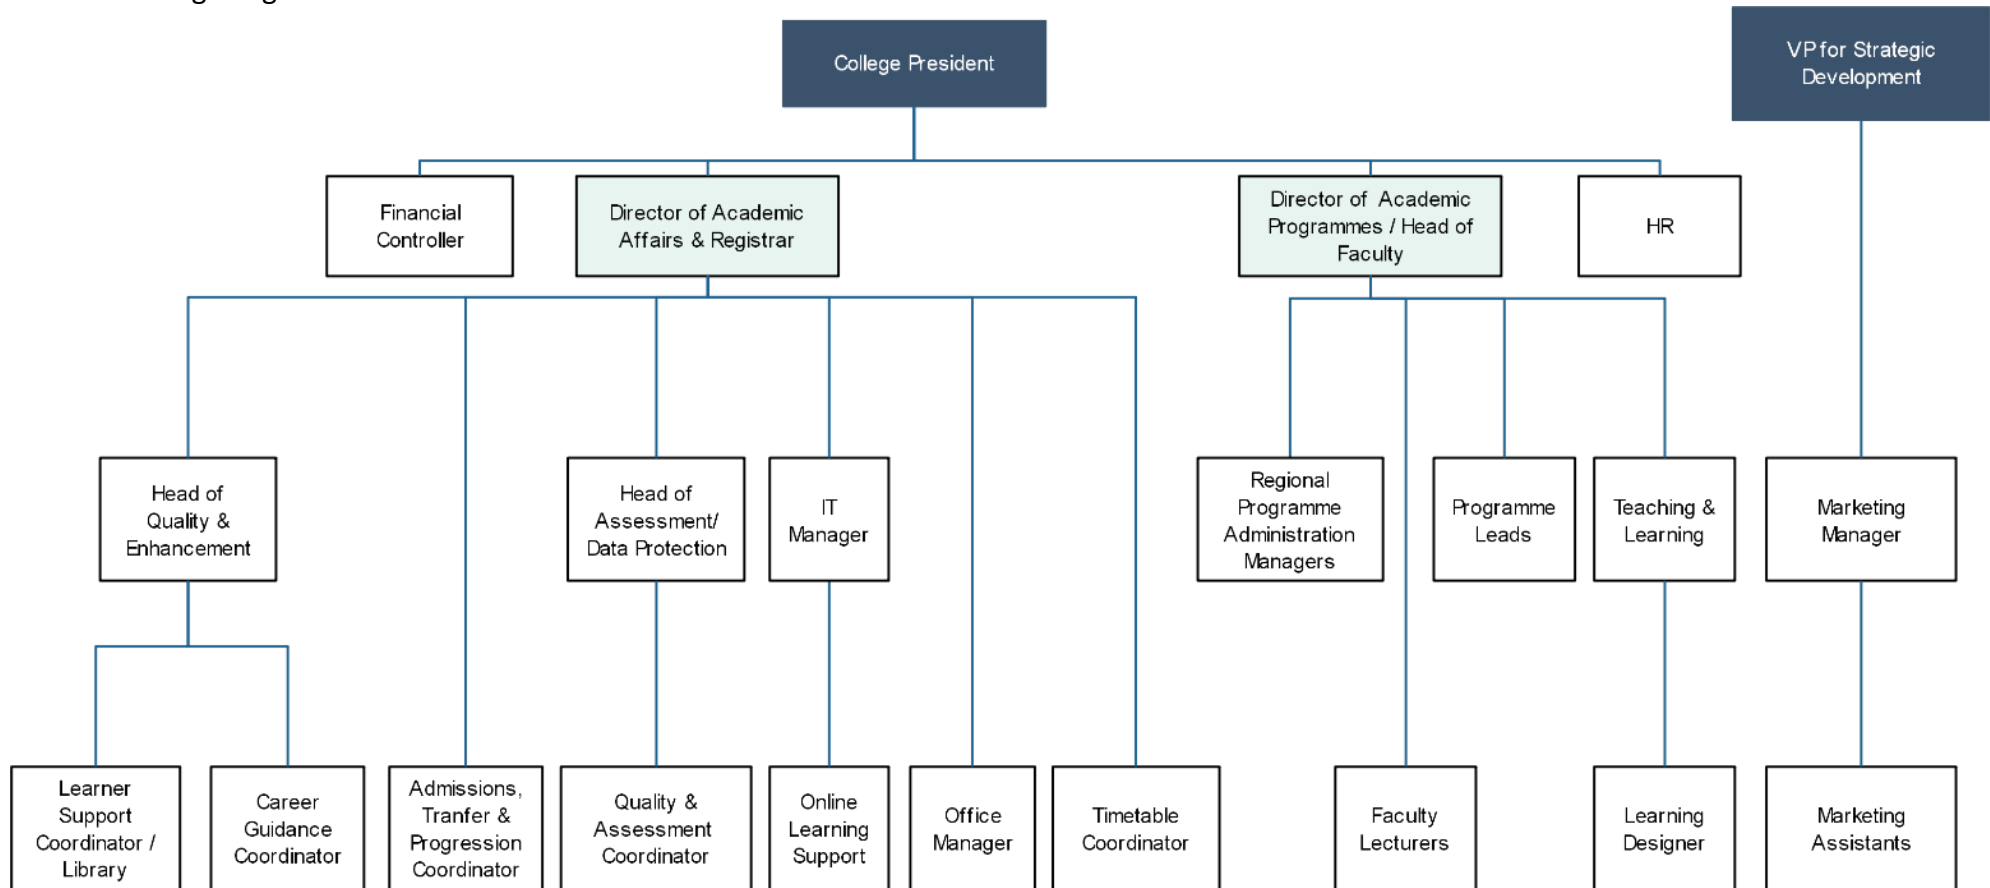 College President
VP for Strategic
Development
Financial
Controller
Director of Academic
Affairs & Registrar
Director of Academic
Programmes / Head of
Faculty
HR
Head of
Quality &
Enhancement
Head of
Assessment/
Data Protection
IT
Manager
Regional
Programme
Administration
Managers
Programme
Leads
Teaching &
Learning
Marketing
Manager
Learner
Support
Coordinator /
Library
Career
Guidance
Coordinator
Admissions,
Tranfer &
Progression
Coordinator
Quality &
Assessment
Coordinator
Online
Learning
Support
Office
Manager
Timetable
Coordinator
Faculty
Lecturers
Learning
Designer
Marketing
Assistants